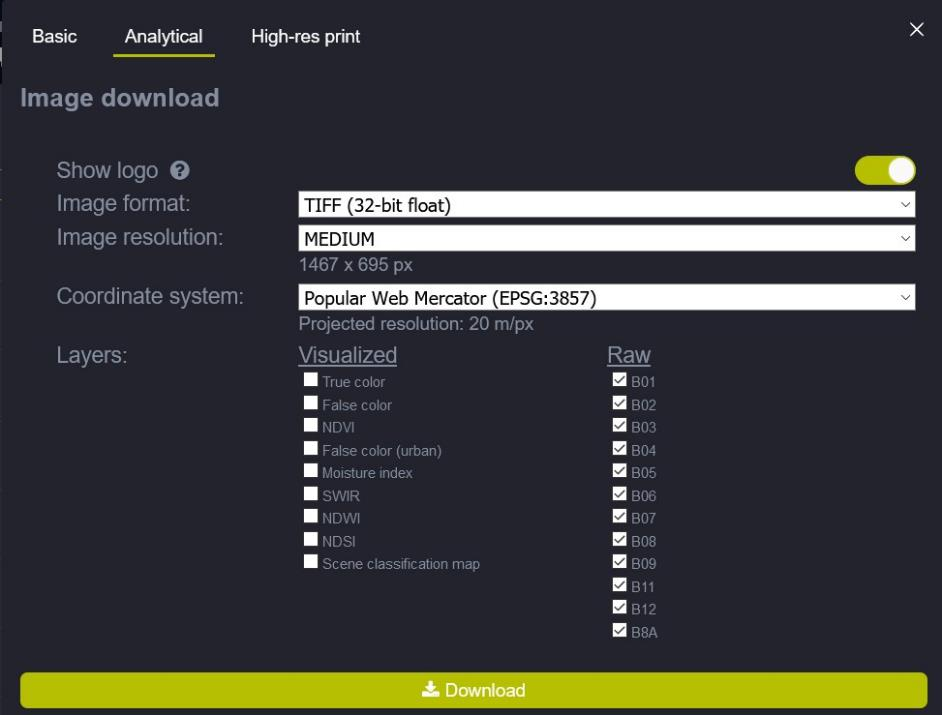 Basic Analytical High-res print
Image download
Show logo
Image format: TIFF (32-bit float)
Image resolution: MEDIUM
1467 x 695 px
Coordinate system: Popular Web Mercator (EPSG:3857)
Projected resolution: 20 m/px
Layers: Visualized Raw
True color B01
False color B02
NDVI B03
False color (urban) B04
Moisture index B05
SWIR B06
NDWI B07
NDSI B08
Scene classification map B09
B11
B12
B8A
Download